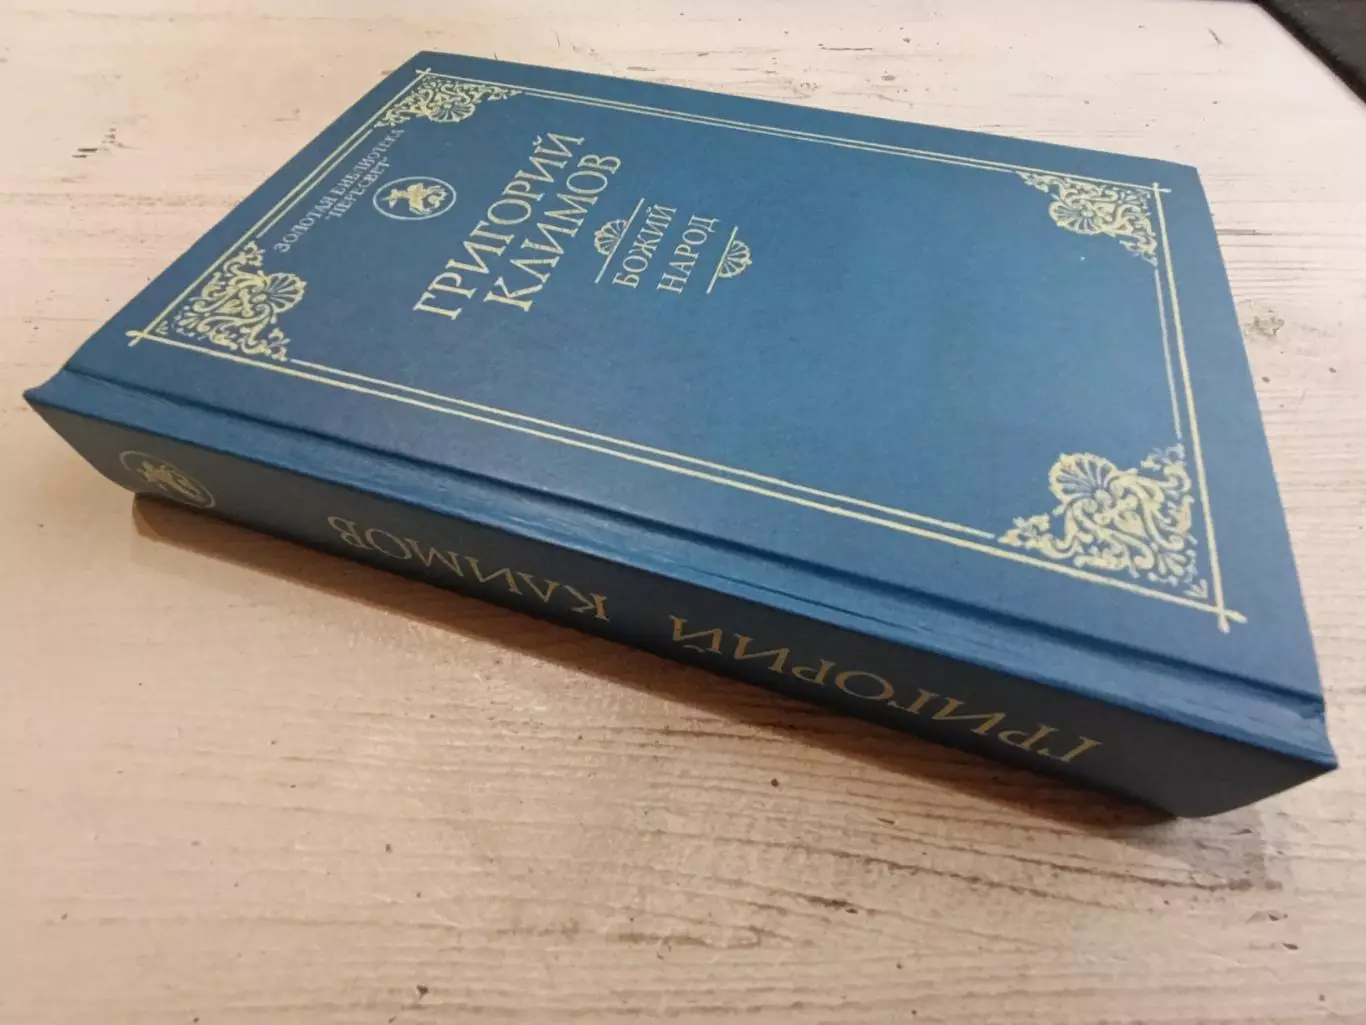 ЗОЛОТАЯ БИБЛИОТЕКА
"ПЕРЕСВЕТ"
ГРИГОРИЙ
КЛИМОВ
БОЖИЙ
НАРОД
ГРИГОРИЙ КЛИМОВ